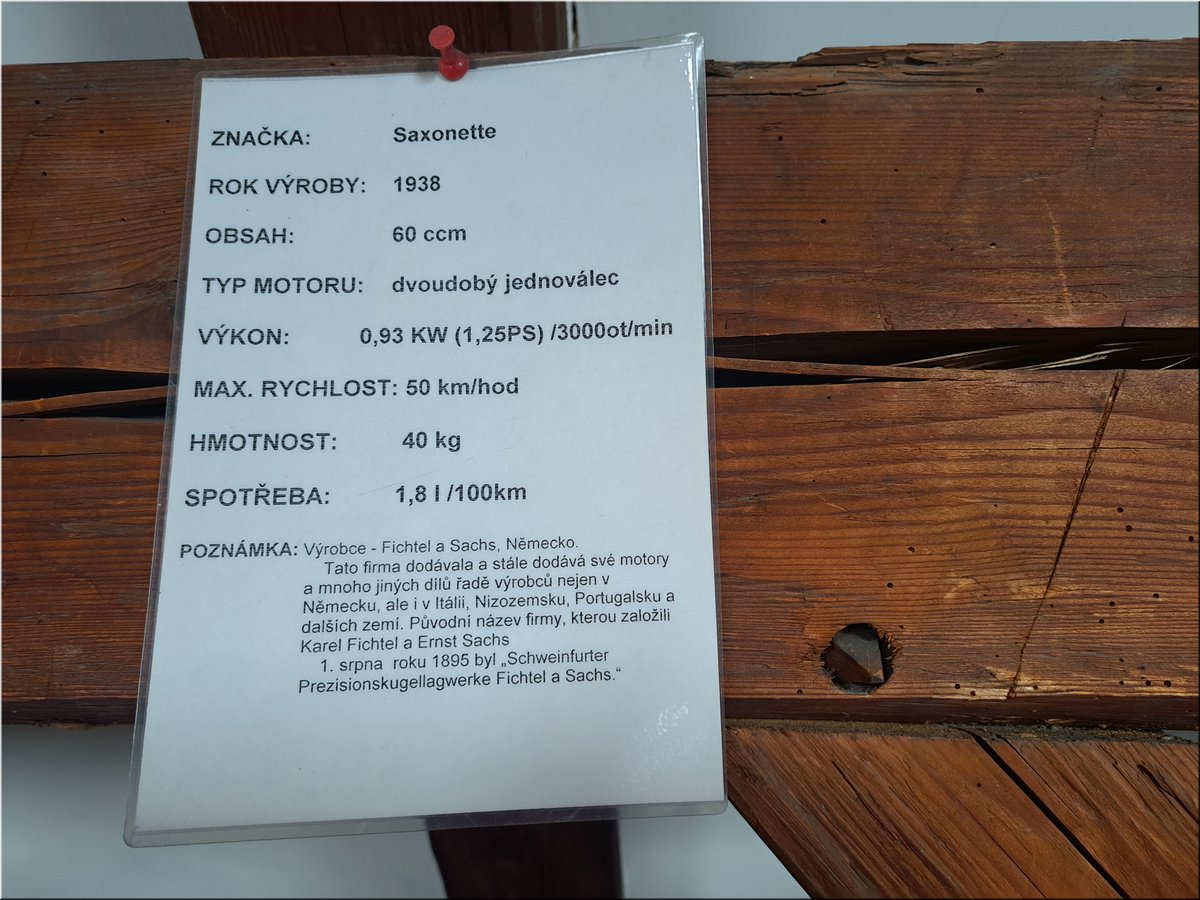 ZNAČKA: Saxonette
ROK VÝROBY: 1938
OBSAH: 60 ccm
TYP MOTORU: dvoudobý jednoválec
VÝKON: 0,93 KW (1,25PS) /3000ot/min
MAX. RYCHLOST: 50 km/hod
HMOTNOST: 40 kg
SPOTŘEBA: 1,8 l /100km
POZNÁMKA: Výrobce - Fichtel a Sachs, Německo.
Tato firma dodávala a stále dodává své motory
a mnoho jiných dílů řadě výrobců nejen v
Německu, ale i v Itálii, Nizozemsku, Portugalsku a
dalších zemí. Původní název firmy, kterou založili
Karel Fichtel a Ernst Sachs
1. srpna roku 1895 byl „Schweinfurter
Prezisionskugellagwerke Fichtel a Sachs.“